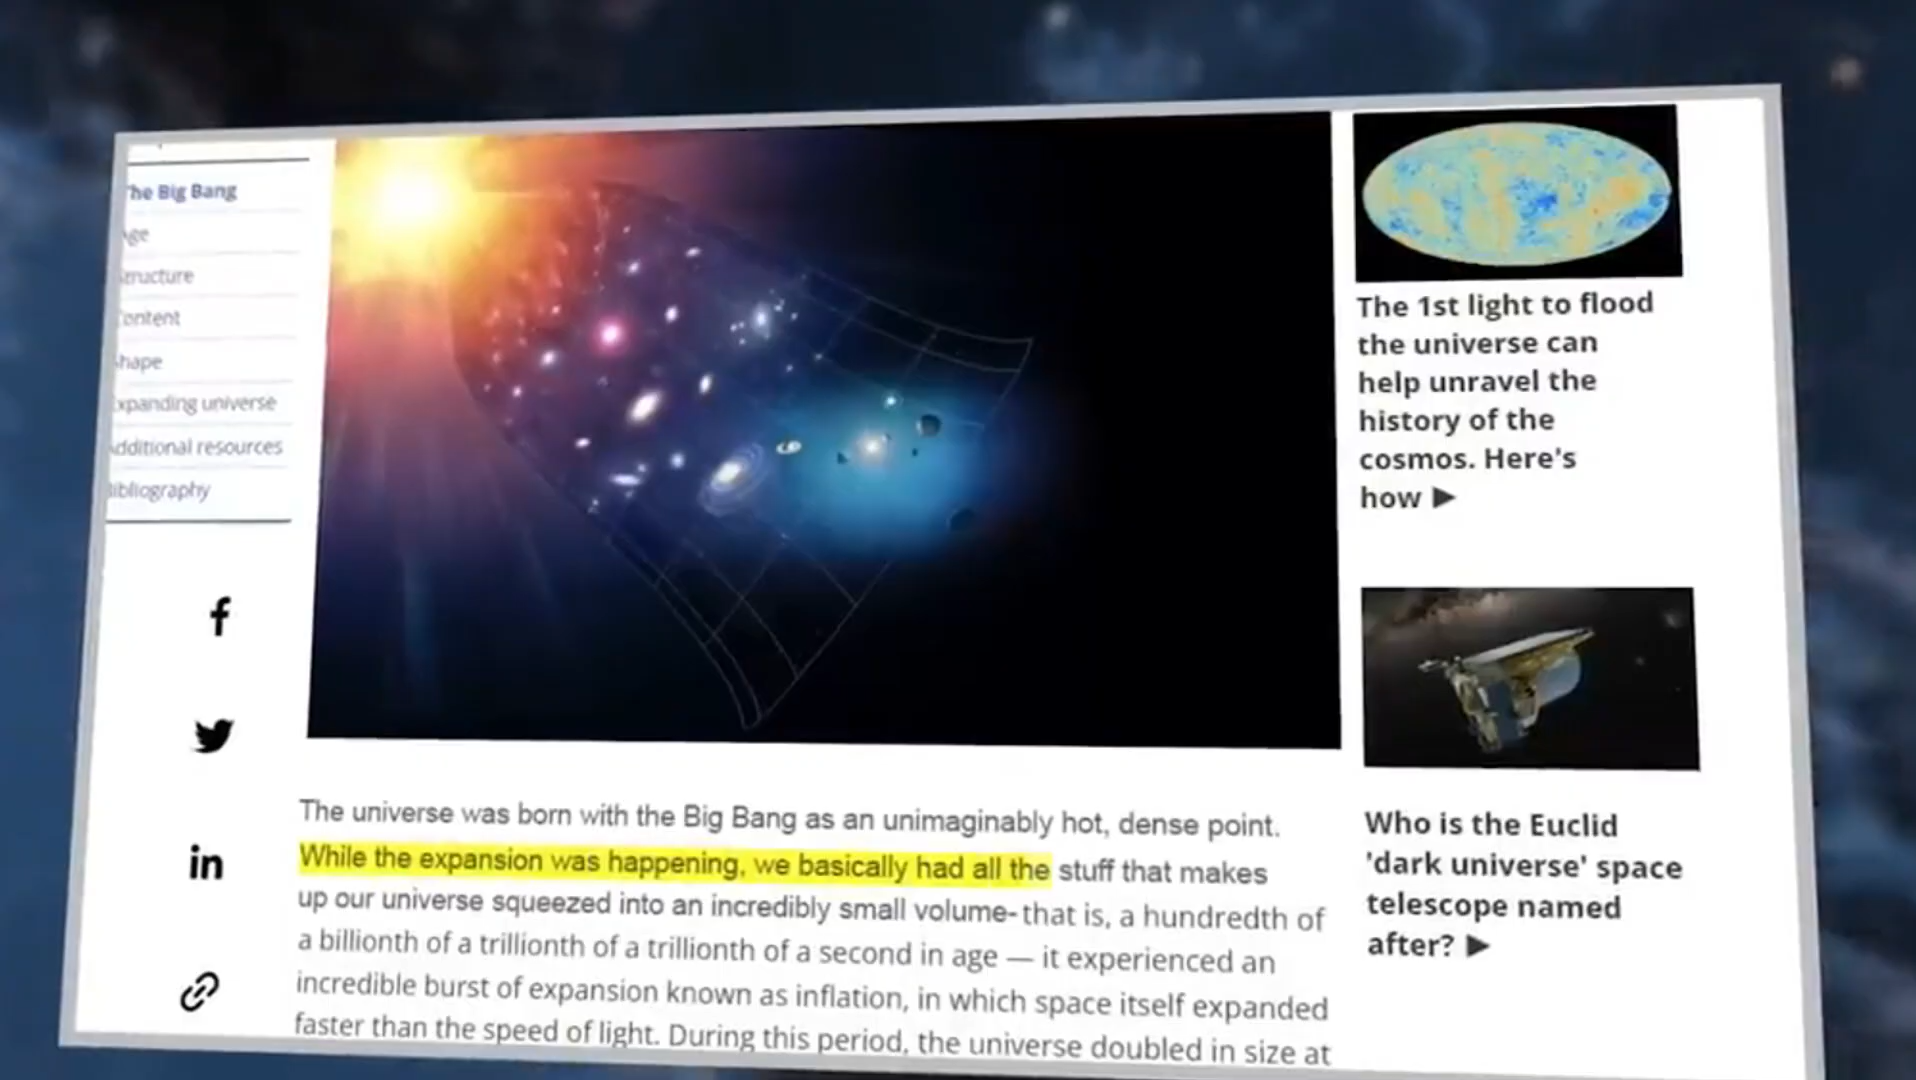 The Big Bang
Age
Structure
Content
Shape
Expanding universe
Additional resources
Bibliography
f
in
The universe was born with the Big Bang as an unimaginably hot, dense point.
While the expansion was happening, we basically had all the stuff that makes
up our universe squeezed into an incredibly small volume- that is, a hundredth of
a billionth of a trillionth of a trillionth of a second in age — it experienced an
incredible burst of expansion known as inflation, in which space itself expanded
faster than the speed of light. During this period, the universe doubled in size at
The 1st light to flood
the universe can
help unravel the
history of the
cosmos. Here's
how ▶
Who is the Euclid
'dark universe' space
telescope named
after? ▶